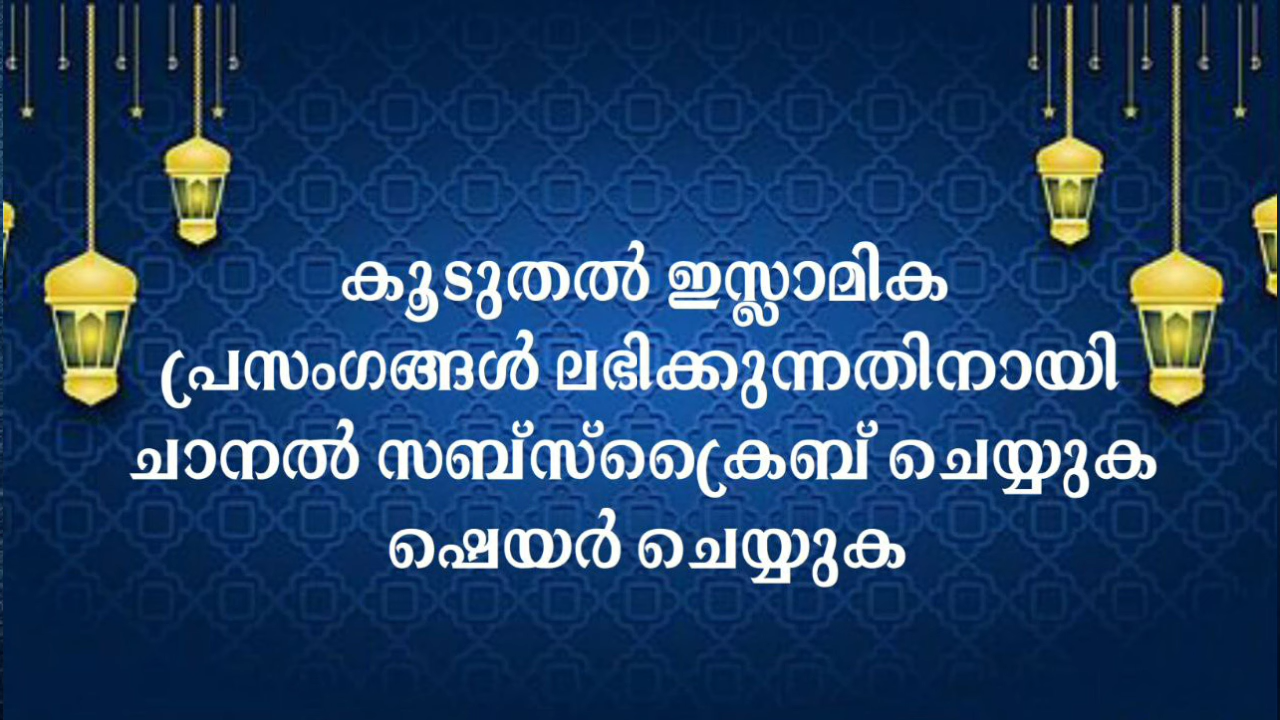 കൂടുതൽ ഇസ്ലാമിക
പ്രസംഗങ്ങൾ ലഭിക്കുന്നതിനായി
ചാനൽ സബ്സ്ക്രൈബ് ചെയ്യുക
ഷെയർ ചെയ്യുക